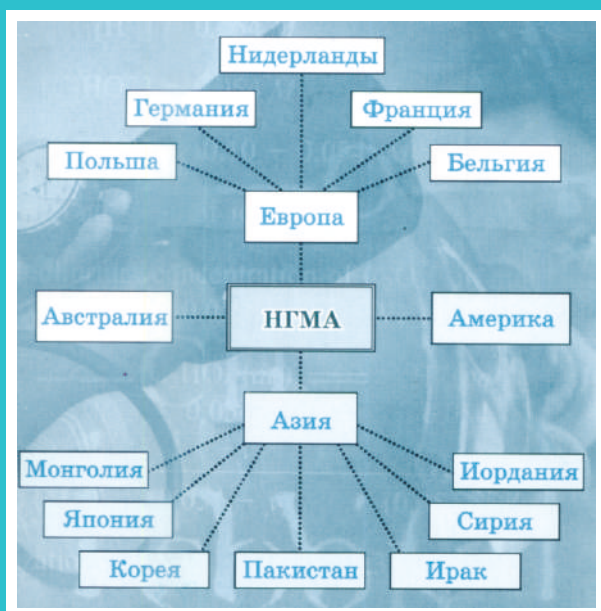 Нидерланды
Германия
Франция
Польша
Бельгия
Европа
Австралия
НГМА
Америка
Азия
Монголия
Иордания
Япония
Сирия
Корея
Пакистан
Ирак